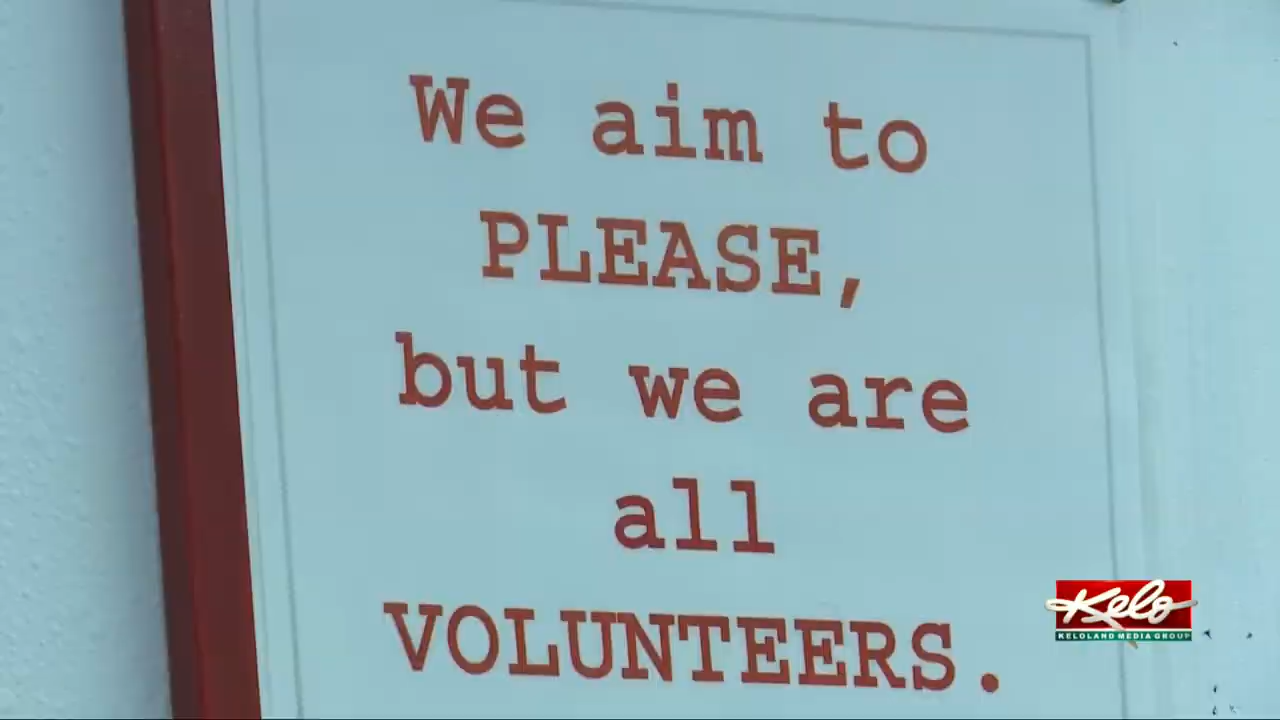 We aim to
PLEASE,
but we are
all
VOLUNTEERS.
Kelo
KELOLAND MEDIA GROUP